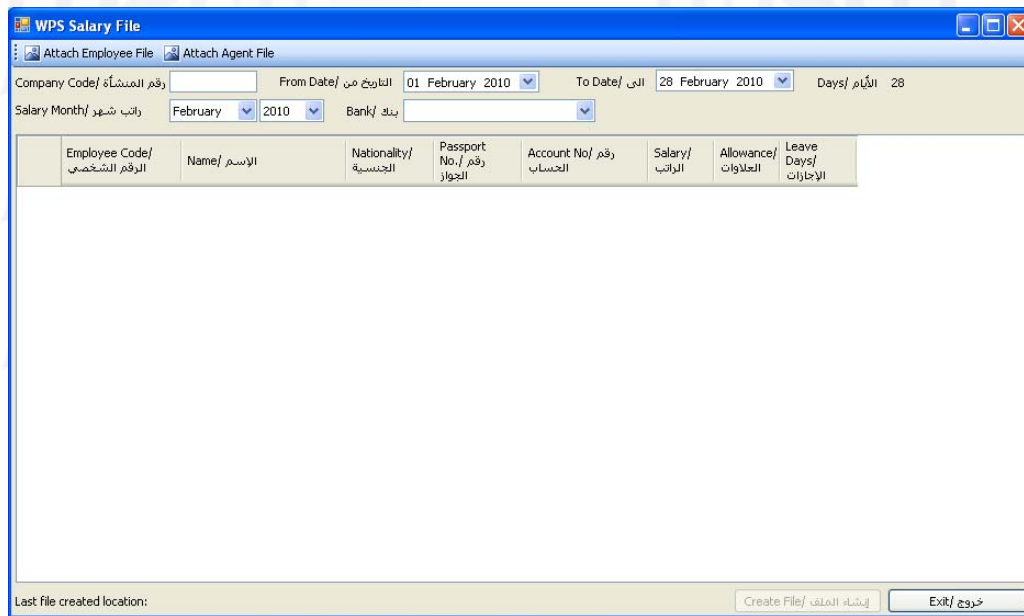 WPS Salary File
Attach Employee File Attach Agent File
Company Code/ رقم المنشأة From Date/ التاريخ من 01 February 2010 To Date/ الى 28 February 2010 Days/ الأيام 28
Salary Month/ راتب شهر February 2010 Bank/ بنك
Employee Code/ الرقم الشخصي Name/ الإسم Nationality/ الجنسية Passport No./ رقم الجواز Account No/ رقم الحساب Salary/ الراتب Allowance/ العلاوات Leave Days/ الإجازات
Last file created location: Create File/ إنشاء الملف Exit/ خروج